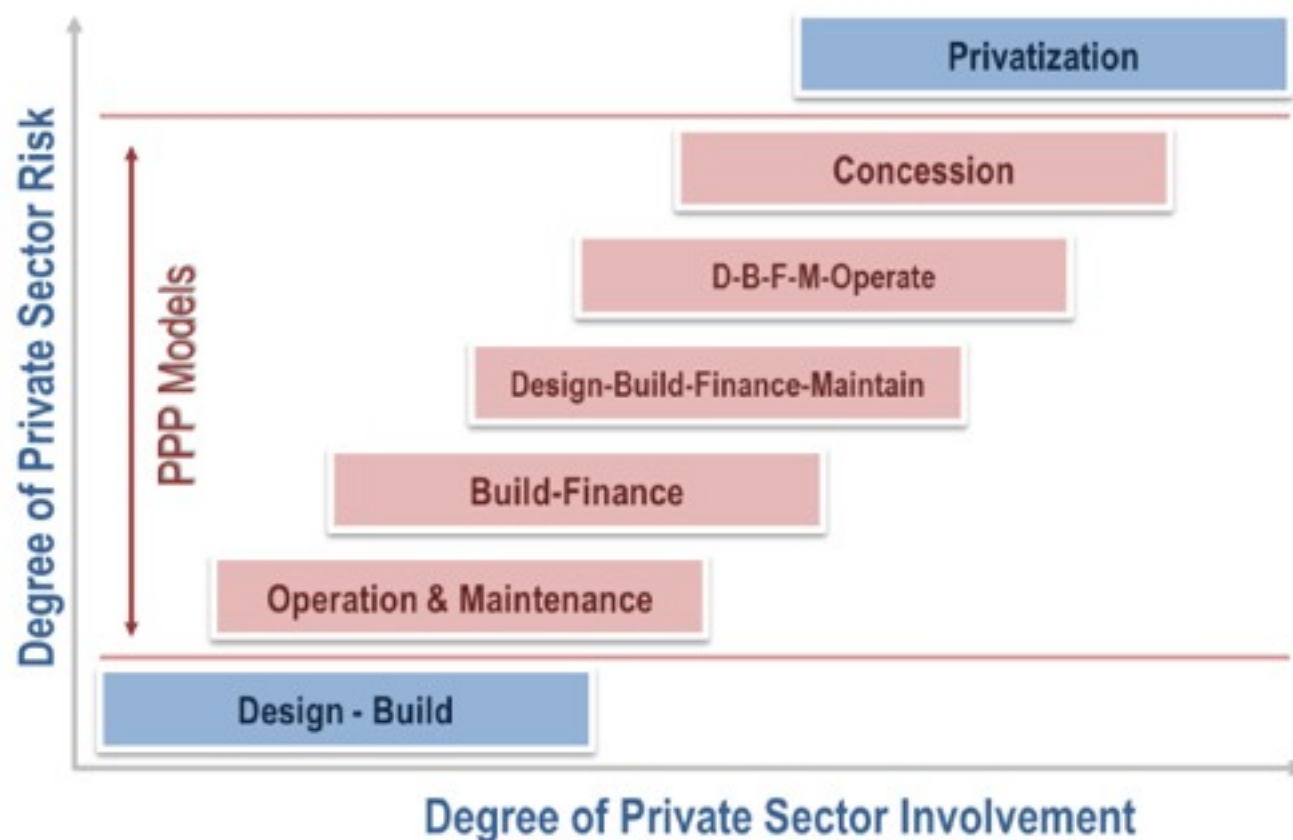 Privatization
Concession
D-B-F-M-Operate
Design-Build-Finance-Maintain
Build-Finance
Operation & Maintenance
Design - Build
PPP Models
Degree of Private Sector Risk
Degree of Private Sector Involvement